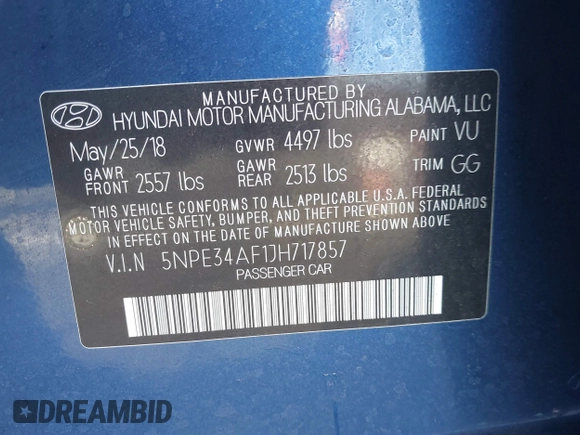 MANUFACTURED BY
HYUNDAI MOTOR MANUFACTURING ALABAMA, LLC
May/25/18 GVWR 4497 lbs PAINT VU
GAWR FRONT 2557 lbs GAWR REAR 2513 lbs TRIM GG
THIS VEHICLE CONFORMS TO ALL APPLICABLE U.S.A. FEDERAL
MOTOR VEHICLE SAFETY, BUMPER, AND THEFT PREVENTION STANDARDS
IN EFFECT ON THE DATE OF MANUFACTURE SHOWN ABOVE
V.I.N 5NPE34AF1JH717857
PASSENGER CAR
DREAMBID